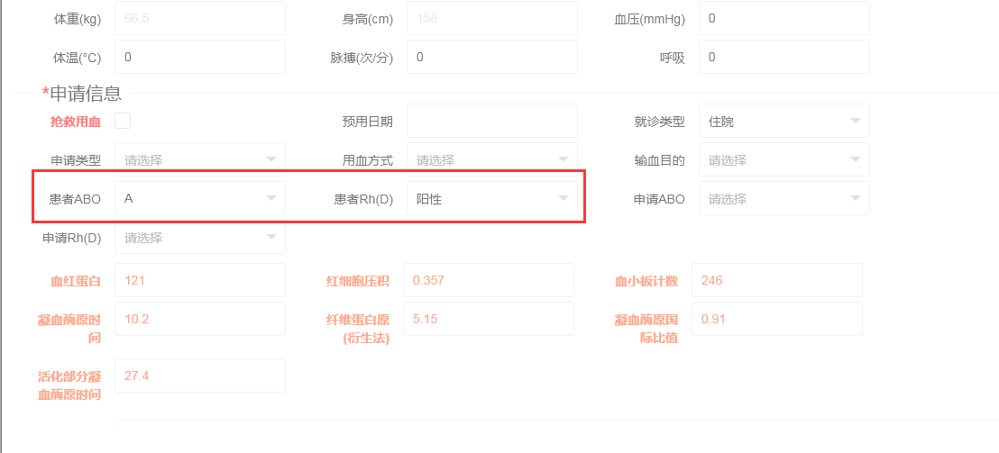 体重(kg) 66.5 身高(cm) 158 血压(mmHg) 0
体温(°C) 0 脉搏(次/分) 0 呼吸 0
*申请信息
抢救用血 预用日期 就诊类型 住院
申请类型 请选择 用血方式 请选择 输血目的 请选择
患者ABO A 患者Rh(D) 阳性 申请ABO 请选择
申请Rh(D) 请选择
血红蛋白 121 红细胞压积 0.357 血小板计数 246
凝血酶原时 10.2 纤维蛋白原 5.15 凝血酶原国 0.91
间 (衍生法) 际比值
活化部分凝 27.4
血酶原时间